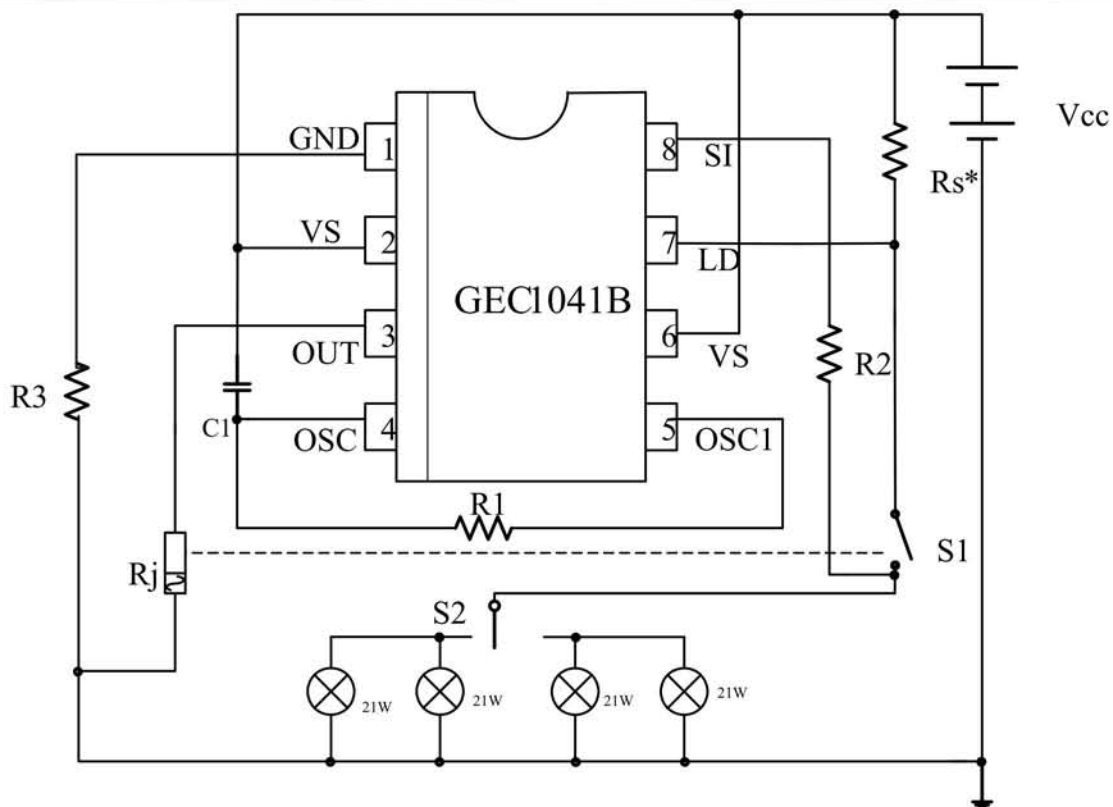 Vcc
GND
1
8
SI
Rs*
VS
2
7
LD
GEC1041B
OUT
3
6
VS
R2
R3
C1
OSC
4
5
OSC1
R1
S1
Rj
S2
21W
21W
21W
21W